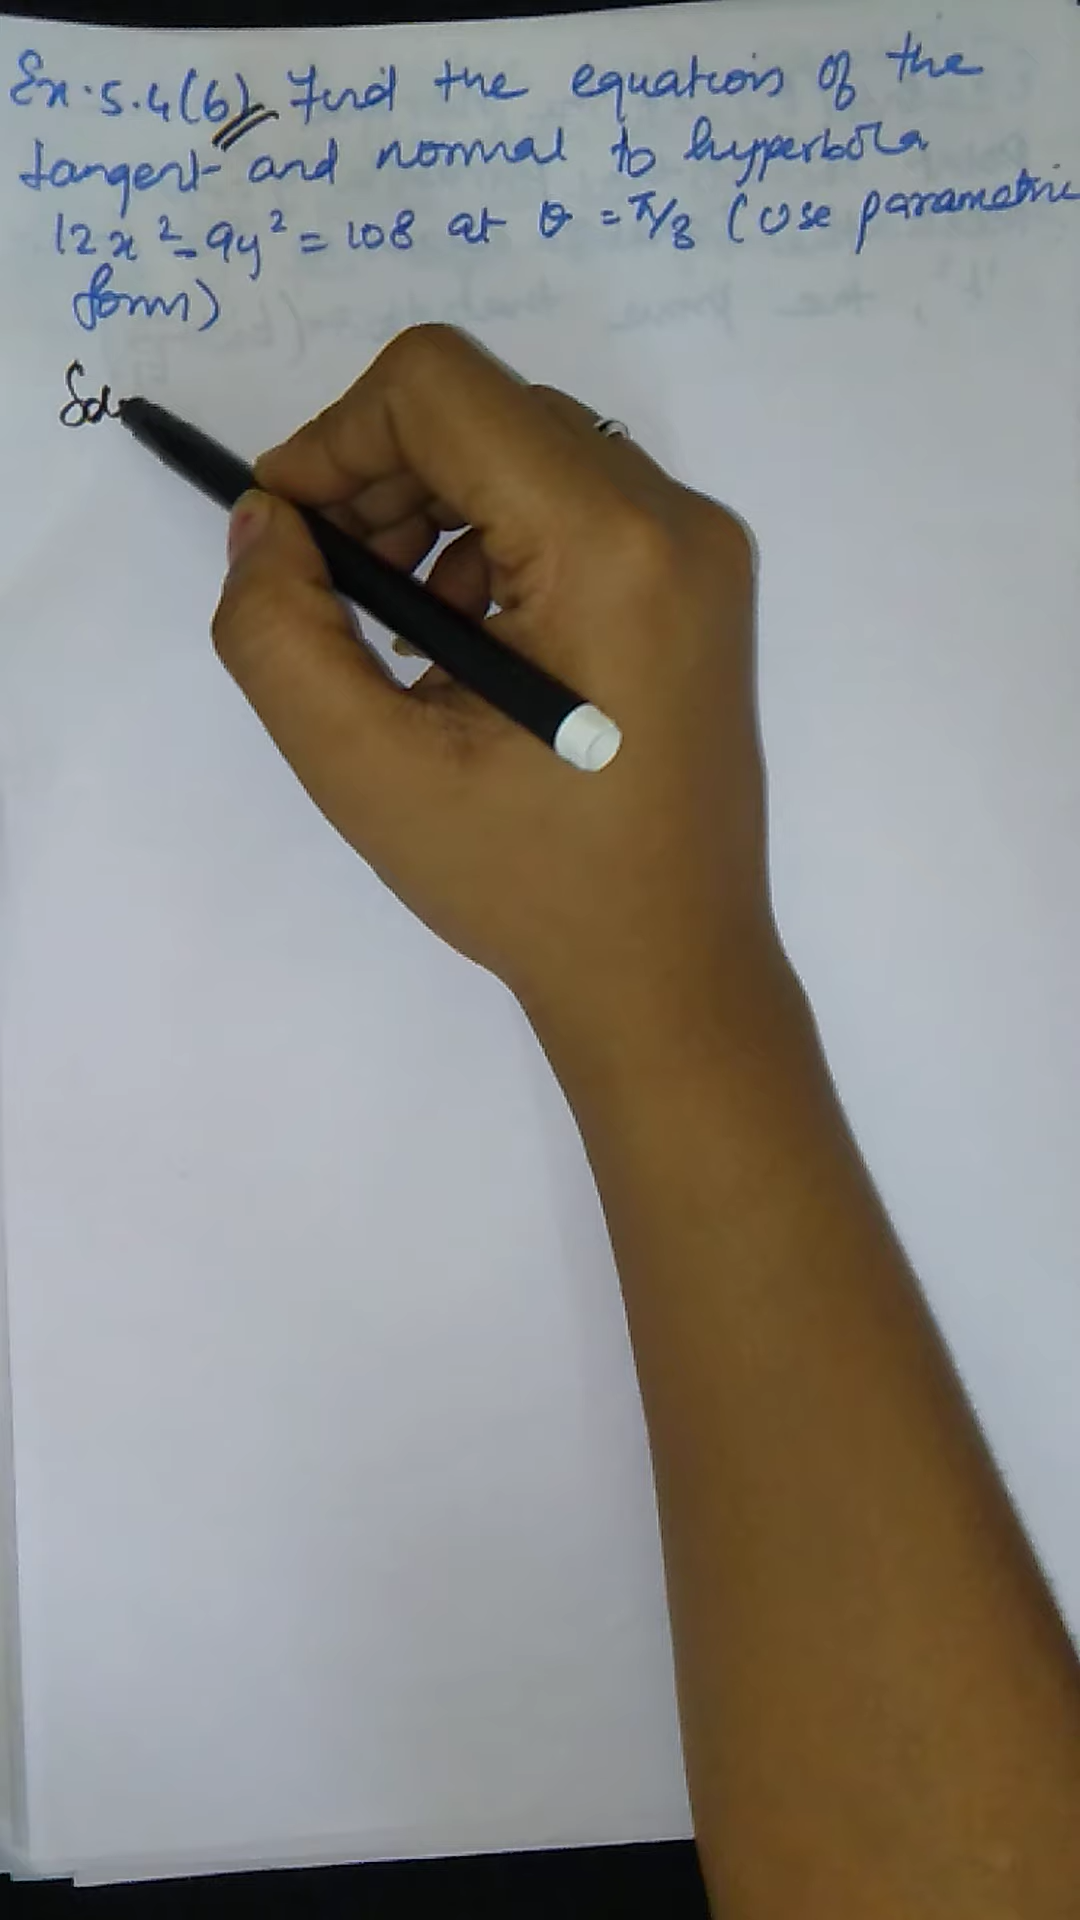 Ex.5.4(6) Find the equations of the
tangent and normal to hyperbola
12x²-9y²=108 at θ=π/3 (Use parametric
form)
Sol